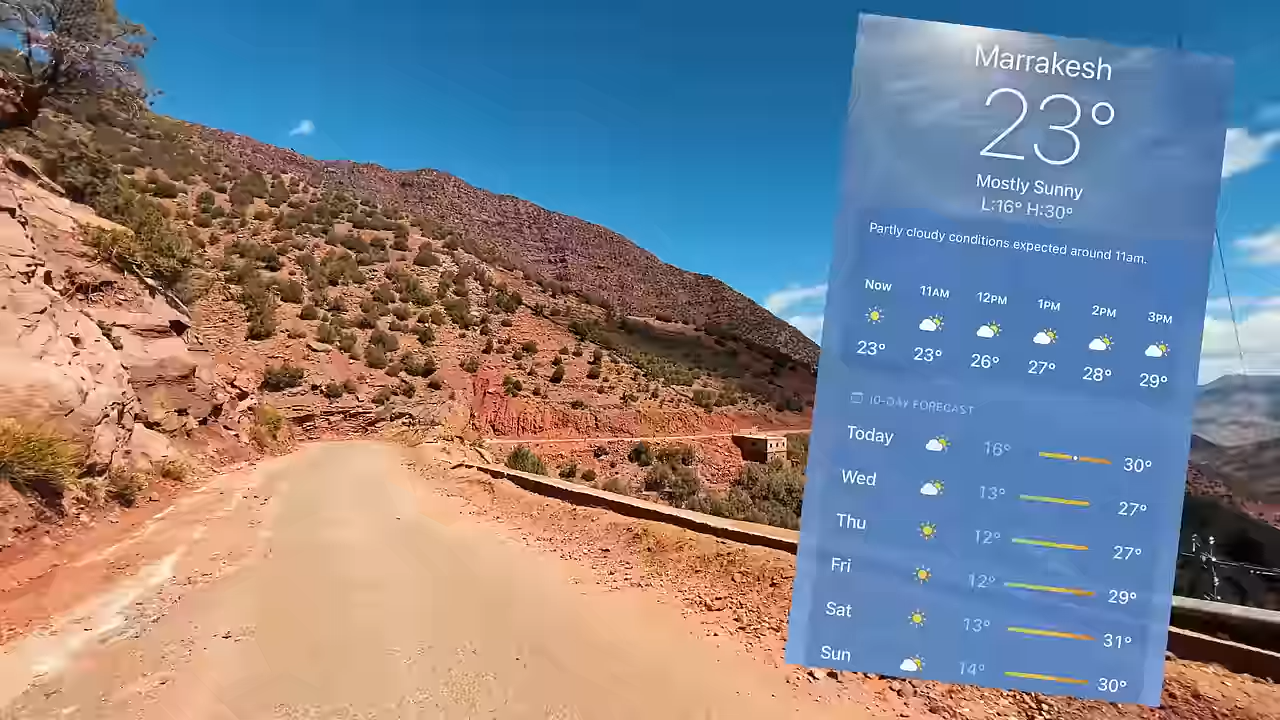 Marrakesh
23°
Mostly Sunny
L:16° H:30°
Partly cloudy conditions expected around 11am.
Now 11AM 12PM 1PM 2PM 3PM
23° 23° 26° 27° 28° 29°
10-DAY FORECAST
Today 16° 30°
Wed 13° 27°
Thu 12° 27°
Fri 12° 29°
Sat 13° 31°
Sun 14° 30°